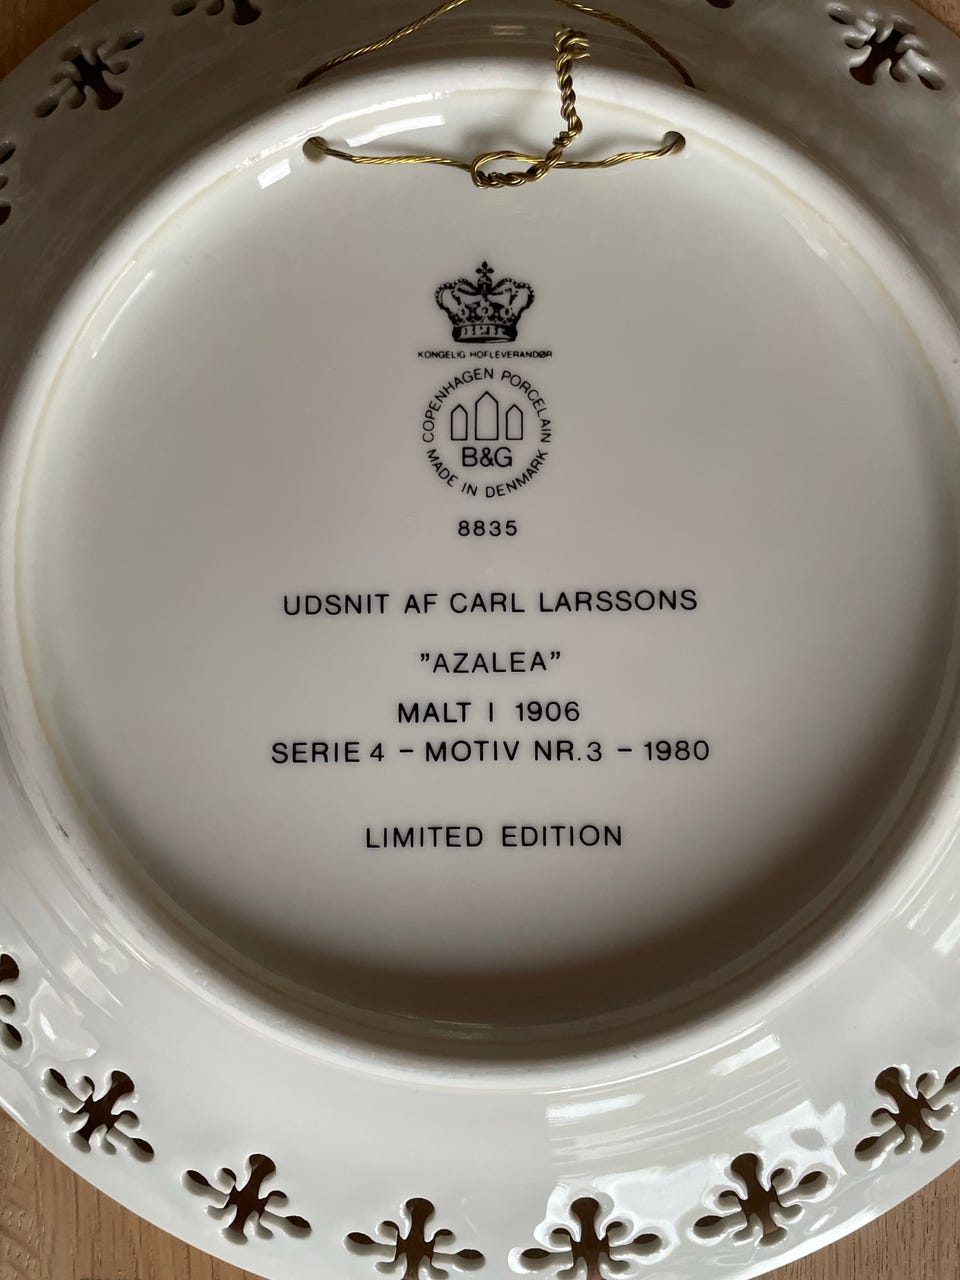 KONGELIG HOFLEVERANDØR
COPENHAGEN PORCELAIN
B&G
MADE IN DENMARK
8835
UDSNIT AF CARL LARSSONS
"AZALEA"
MALT I 1906
SERIE 4 – MOTIV NR.3 – 1980
LIMITED EDITION